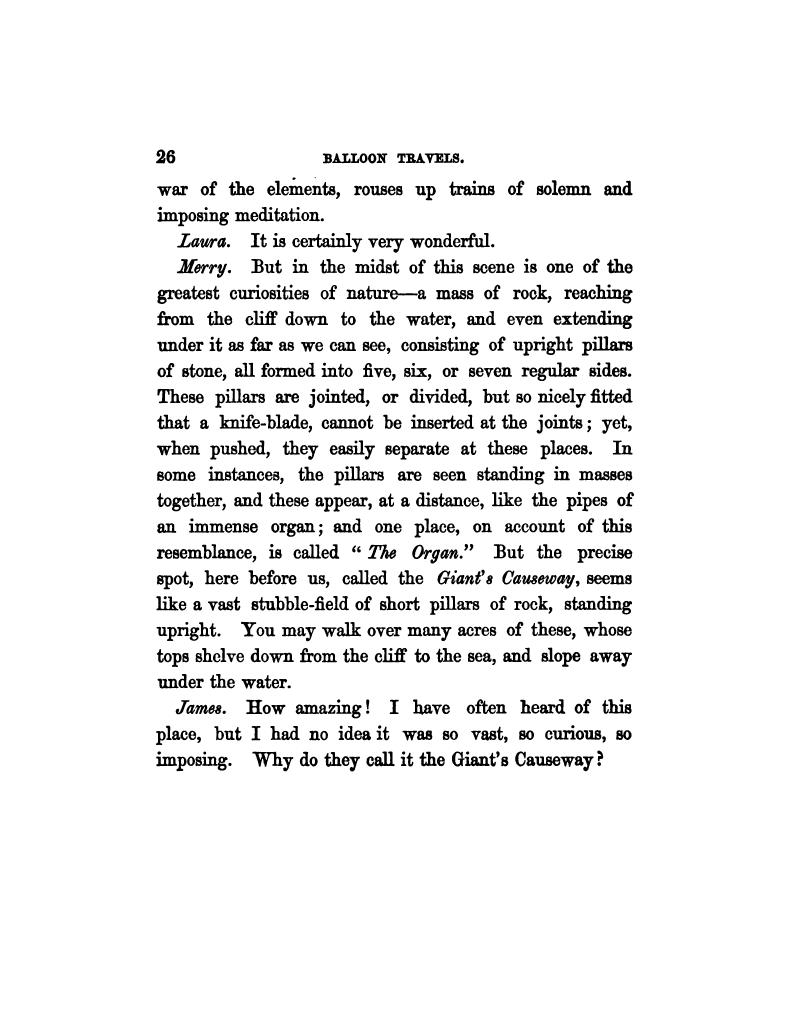 26 BALLOON TRAVELS.
war of the elements, rouses up trains of solemn and
imposing meditation.
Laura. It is certainly very wonderful.
Merry. But in the midst of this scene is one of the
greatest curiosities of nature—a mass of rock, reaching
from the cliff down to the water, and even extending
under it as far as we can see, consisting of upright pillars
of stone, all formed into five, six, or seven regular sides.
These pillars are jointed, or divided, but so nicely fitted
that a knife-blade, cannot be inserted at the joints; yet,
when pushed, they easily separate at these places. In
some instances, the pillars are seen standing in masses
together, and these appear, at a distance, like the pipes of
an immense organ; and one place, on account of this
resemblance, is called “The Organ.” But the precise
spot, here before us, called the Giant's Causeway, seems
like a vast stubble-field of short pillars of rock, standing
upright. You may walk over many acres of these, whose
tops shelve down from the cliff to the sea, and slope away
under the water.
James. How amazing! I have often heard of this
place, but I had no idea it was so vast, so curious, so
imposing. Why do they call it the Giant's Causeway?